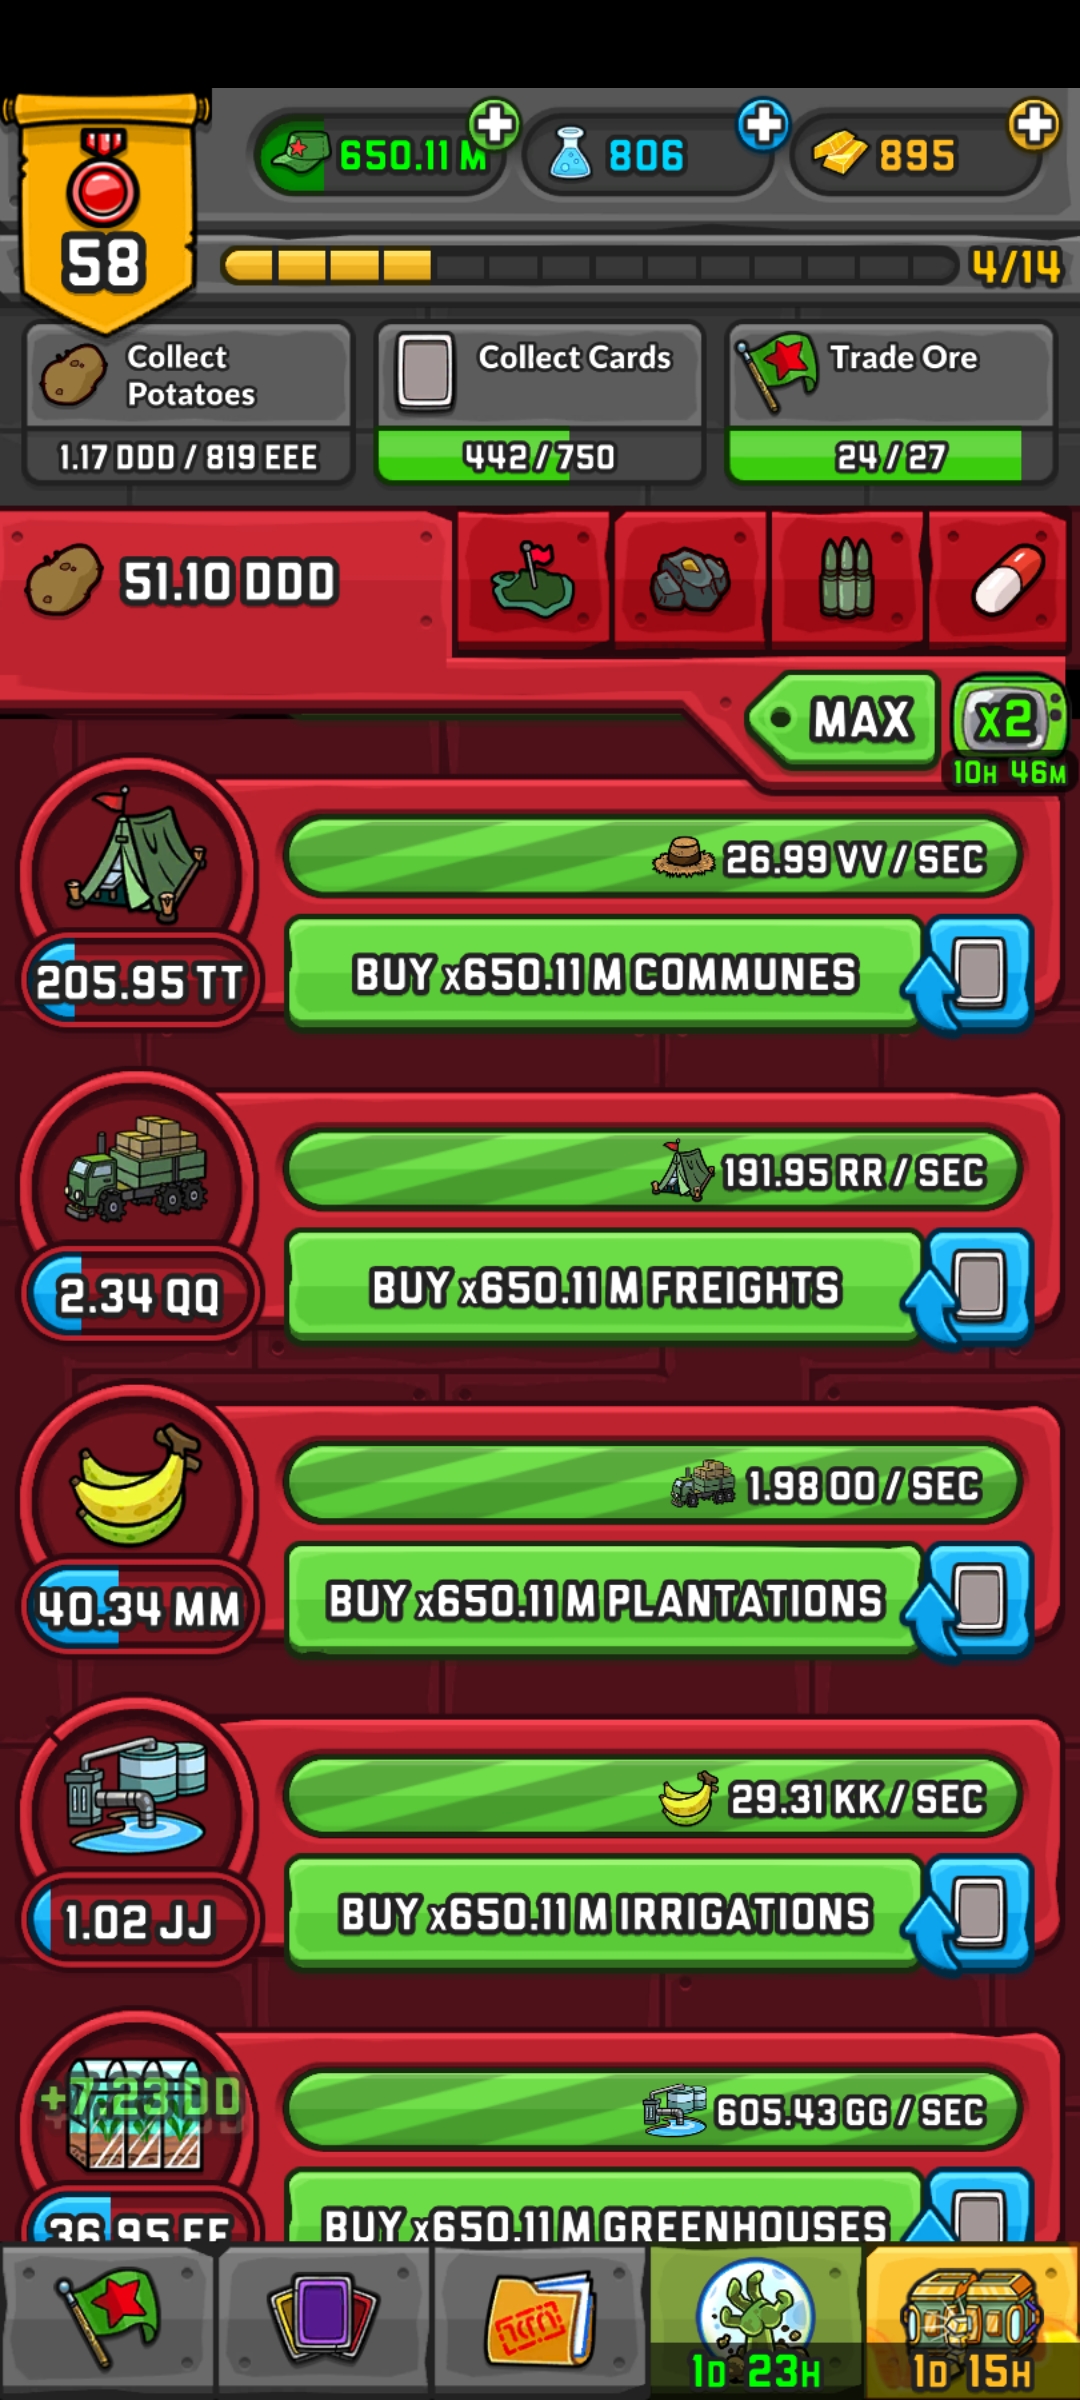 58
650.11 M
806
895
4/14
Collect
Potatoes
1.17 DDD / 819 EEE
Collect Cards
442/750
Trade Ore
24/27
51.10 DDD
MAX
x2
10H 46M
26.99 VV / SEC
205.95 TT
BUY x650.11 M COMMUNES
191.95 RR / SEC
2.34 QQ
BUY x650.11 M FREIGHTS
1.98 OO / SEC
40.34 MM
BUY x650.11 M PLANTATIONS
29.31 KK / SEC
1.02 JJ
BUY x650.11 M IRRIGATIONS
+7.23 DD
605.43 GG / SEC
BUY x650.11 M GREENHOUSES
1D 23H
1D 15H